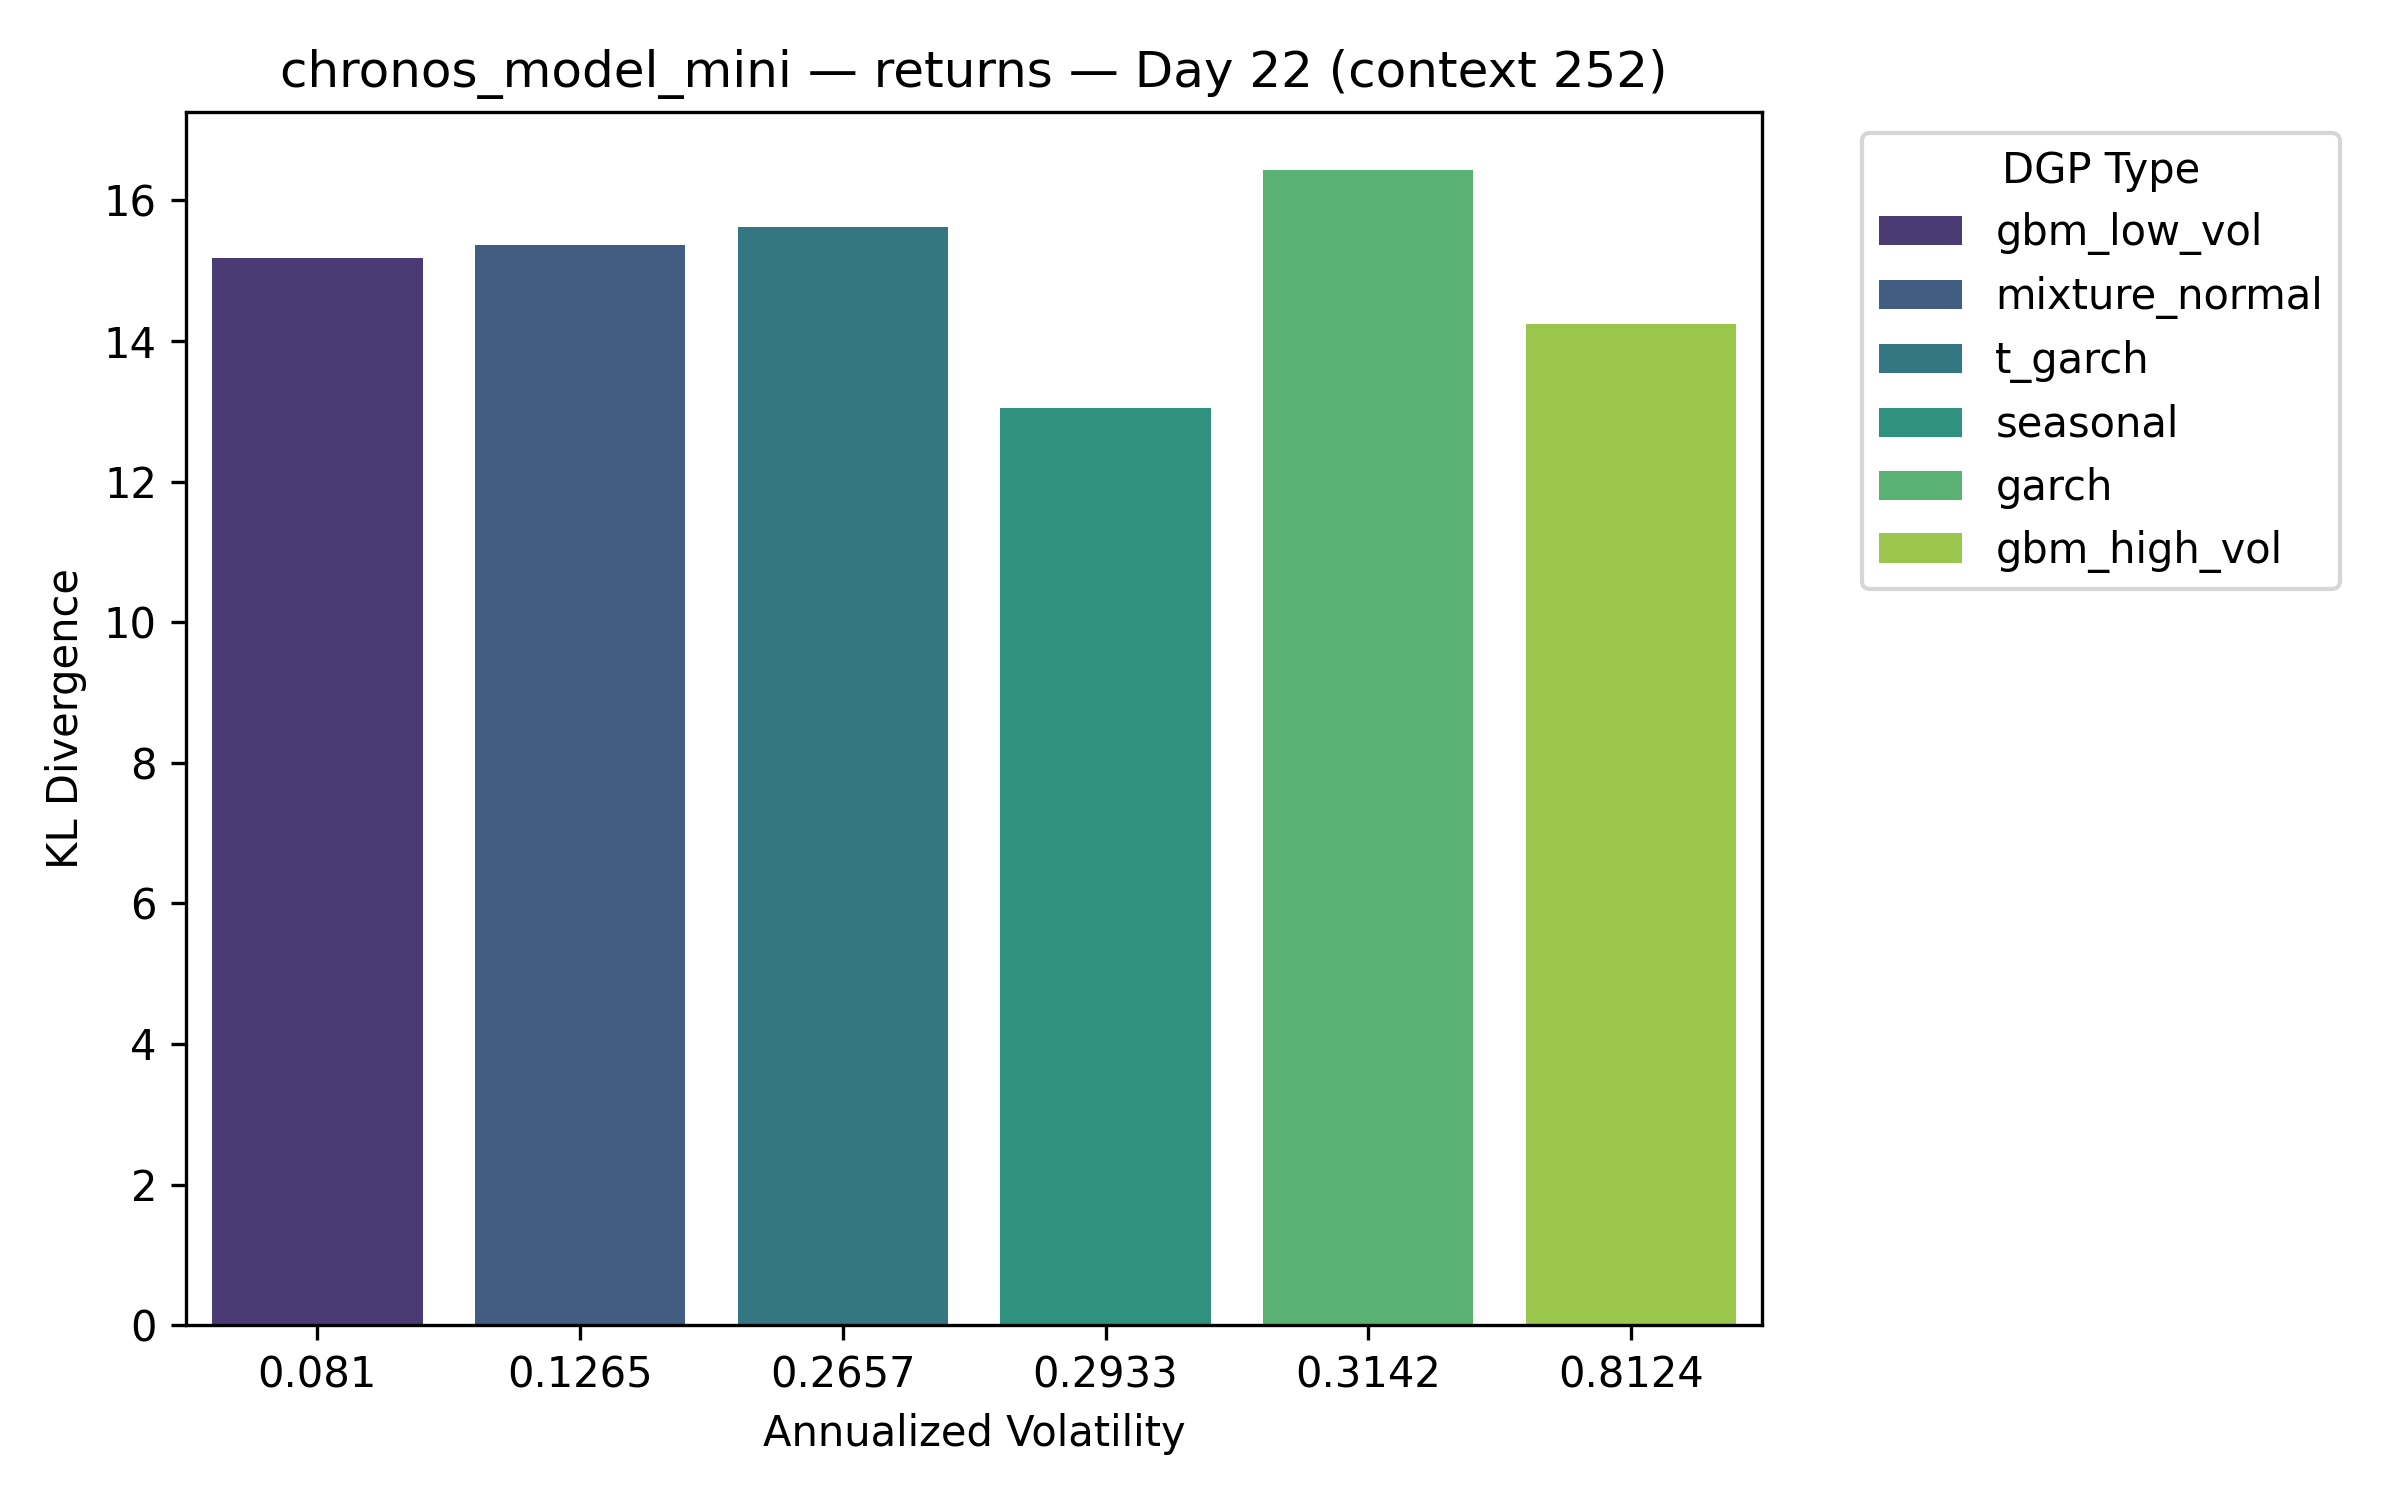 chronos_model_mini — returns — Day 22 (context 252)
KL Divergence
16
14
12
10
8
6
4
2
0
0.081 0.1265 0.2657 0.2933 0.3142 0.8124
Annualized Volatility
DGP Type
gbm_low_vol
mixture_normal
t_garch
seasonal
garch
gbm_high_vol